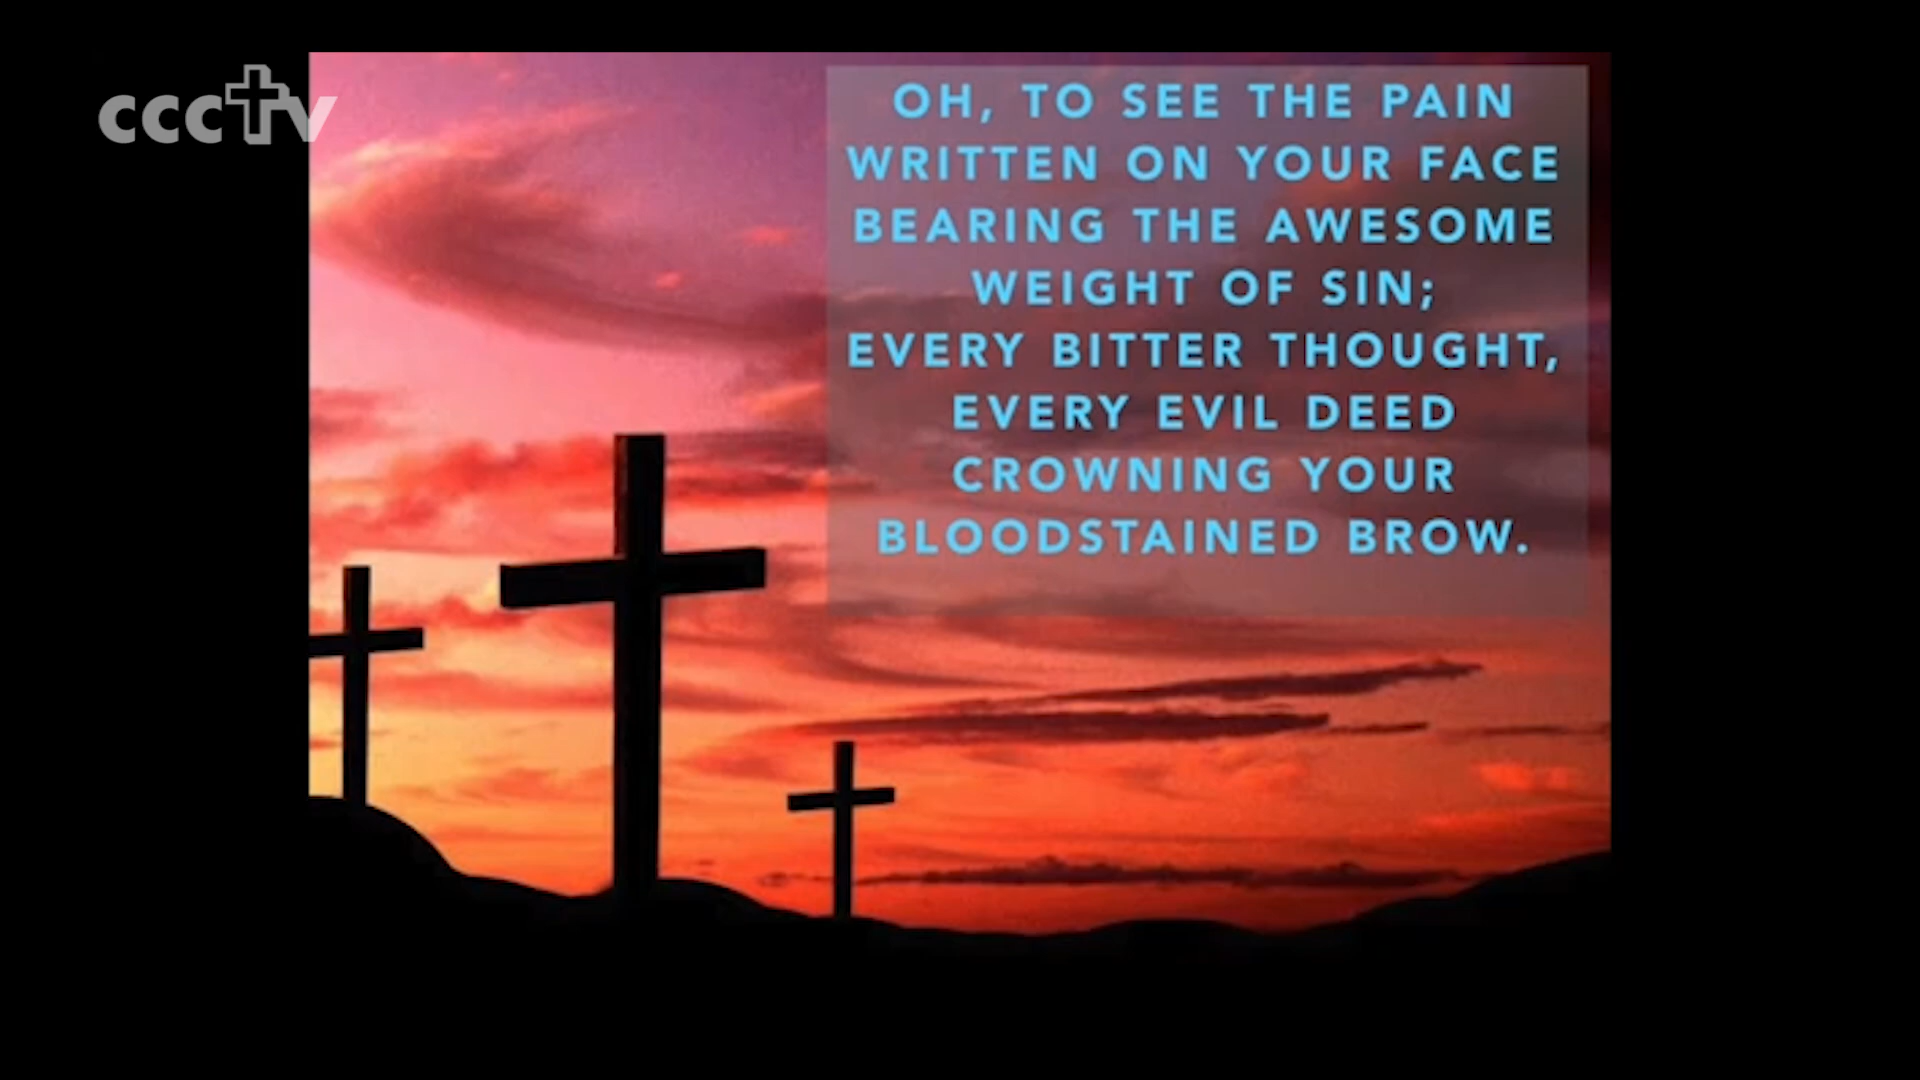 cccTV
OH, TO SEE THE PAIN
WRITTEN ON YOUR FACE
BEARING THE AWESOME
WEIGHT OF SIN;
EVERY BITTER THOUGHT,
EVERY EVIL DEED
CROWNING YOUR
BLOODSTAINED BROW.